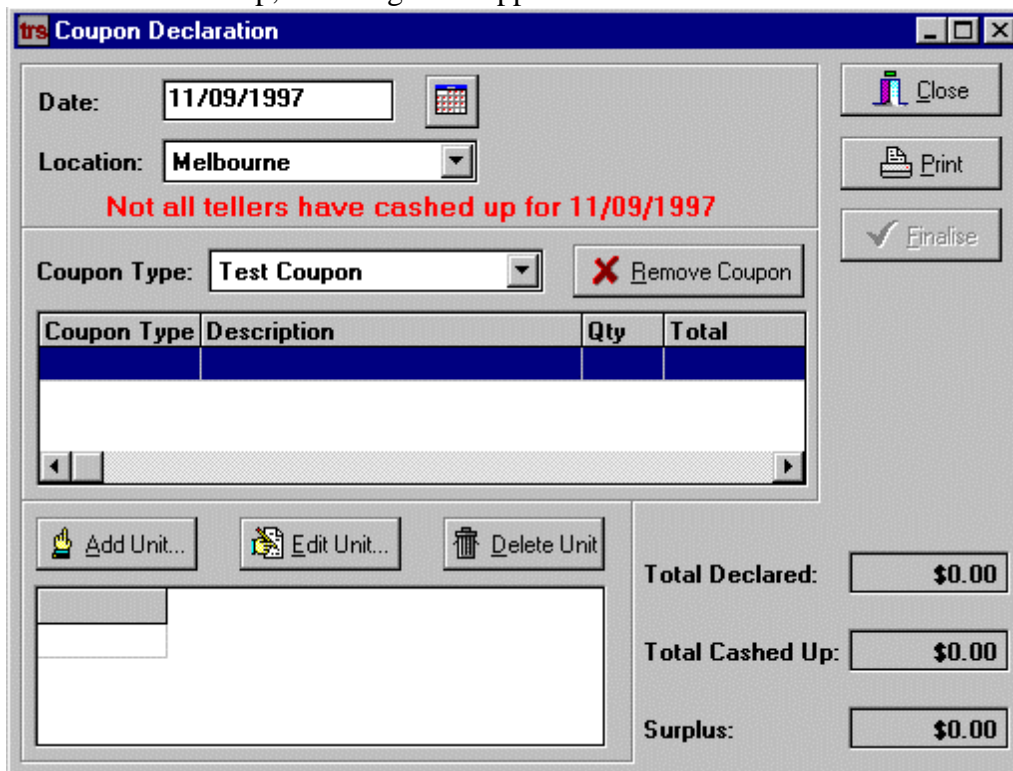 trs Coupon Declaration
Date: 11/09/1997
Close
Location: Melbourne
Print
Not all tellers have cashed up for 11/09/1997
Finalise
Coupon Type: Test Coupon
Remove Coupon
Coupon Type Description Qty Total
Add Unit... Edit Unit... Delete Unit
Total Declared: $0.00
Total Cashed Up: $0.00
Surplus: $0.00